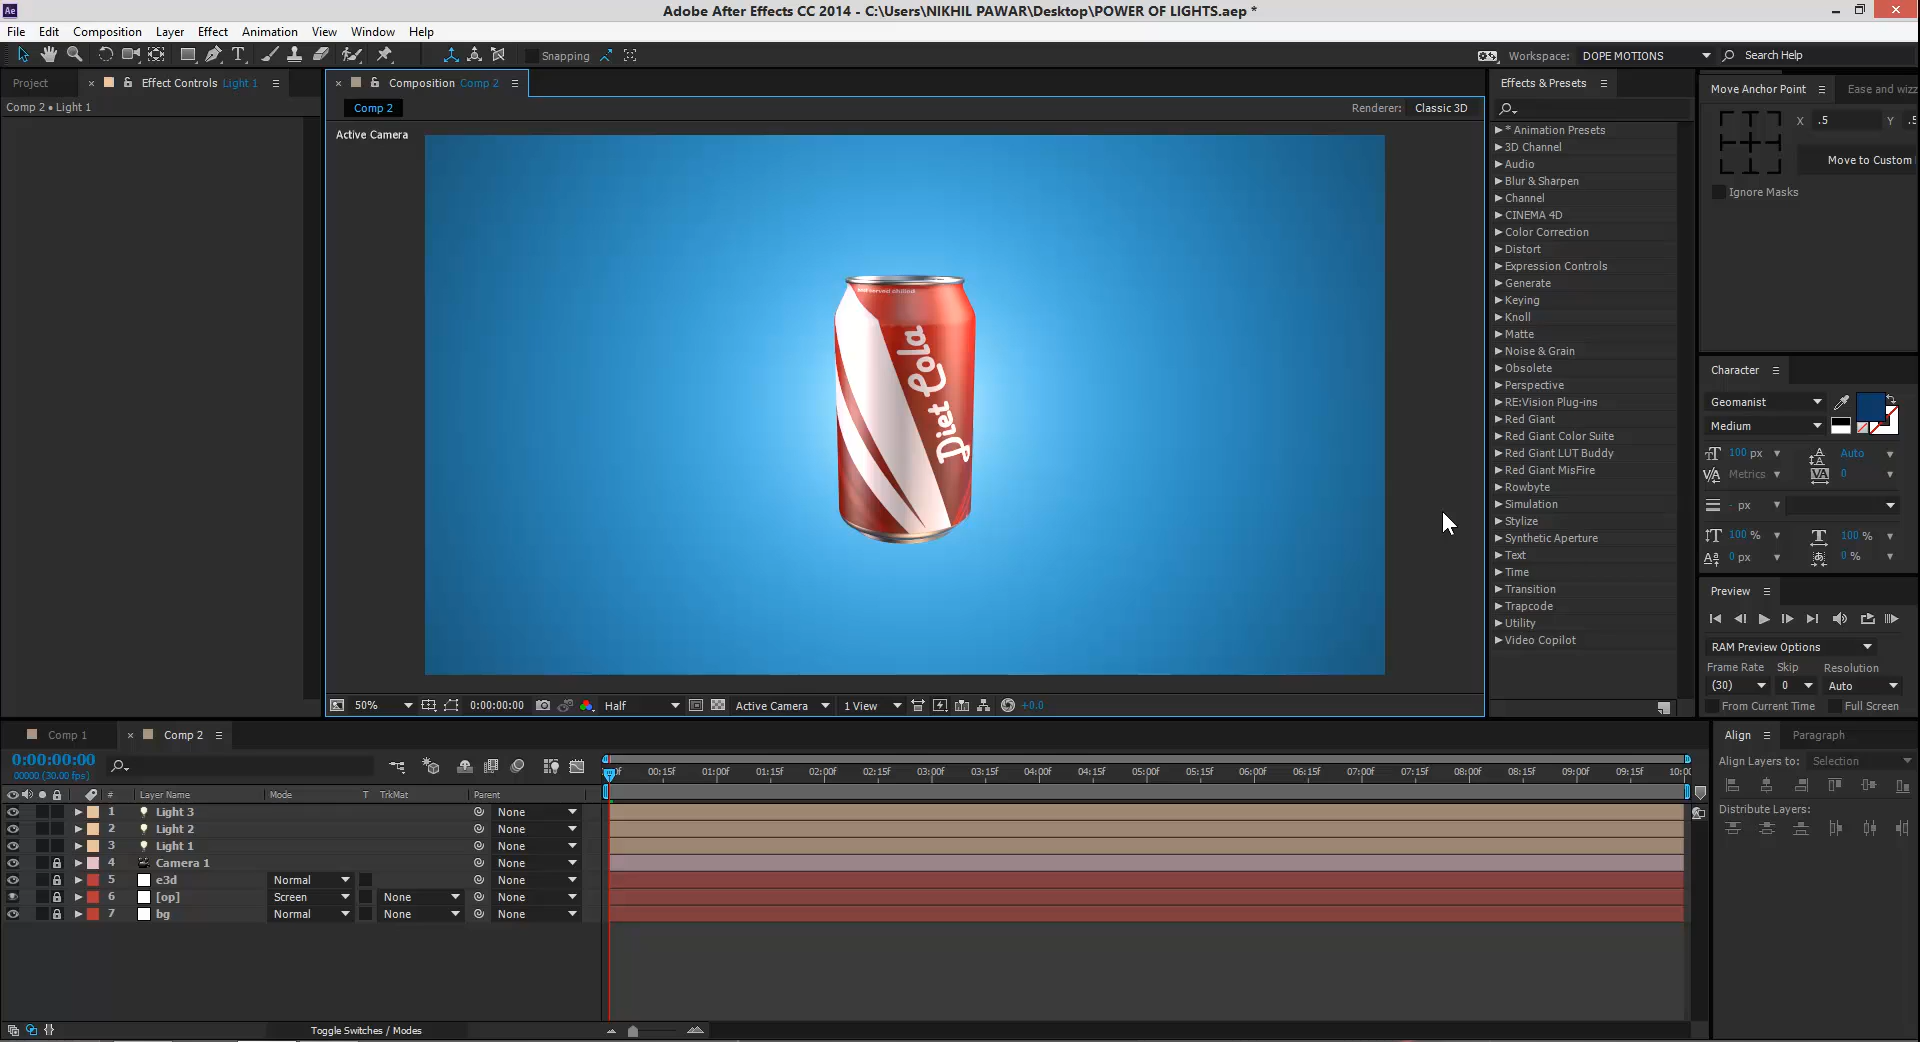 Adobe After Effects CC 2014 - C:\Users\NIKHIL PAWAR\Desktop\POWER OF LIGHTS.aep *
File Edit Composition Layer Effect Animation View Window Help
Snapping
Workspace: DOPE MOTIONS Search Help
Project × Effect Controls Light 1
Comp 2 • Light 1
× Composition Comp 2
Comp 2
Renderer: Classic 3D
Active Camera
be served chilled
Diet Cola
50% 0:00:00:00 Half Active Camera 1 View +0.0
Effects & Presets
* Animation Presets
3D Channel
Audio
Blur & Sharpen
Channel
CINEMA 4D
Color Correction
Distort
Expression Controls
Generate
Keying
Knoll
Matte
Noise & Grain
Obsolete
Perspective
RE:Vision Plug-ins
Red Giant
Red Giant Color Suite
Red Giant LUT Buddy
Red Giant MisFire
Rowbyte
Simulation
Stylize
Synthetic Aperture
Text
Time
Transition
Trapcode
Utility
Video Copilot
Move Anchor Point Ease and wizz
X .5 Y .5
Move to Custom
Ignore Masks
Character
Geomanist
Medium
100 px Auto
Metrics 0
- px
100 % 100 %
0 px 0 %
Preview
RAM Preview Options
Frame Rate Skip Resolution
(30) 0 Auto
From Current Time Full Screen
Align Paragraph
Align Layers to: Selection
Distribute Layers:
Comp 1 × Comp 2
0:00:00:00
00000 (30.00 fps)
0f 00:15f 01:00f 01:15f 02:00f 02:15f 03:00f 03:15f 04:00f 04:15f 05:00f 05:15f 06:00f 06:15f 07:00f 07:15f 08:00f 08:15f 09:00f 09:15f 10:00
# Layer Name Mode T TrkMat Parent
1 Light 3 None
2 Light 2 None
3 Light 1 None
4 Camera 1 None
5 e3d Normal None
6 [op] Screen None None
7 bg Normal None None
Toggle Switches / Modes